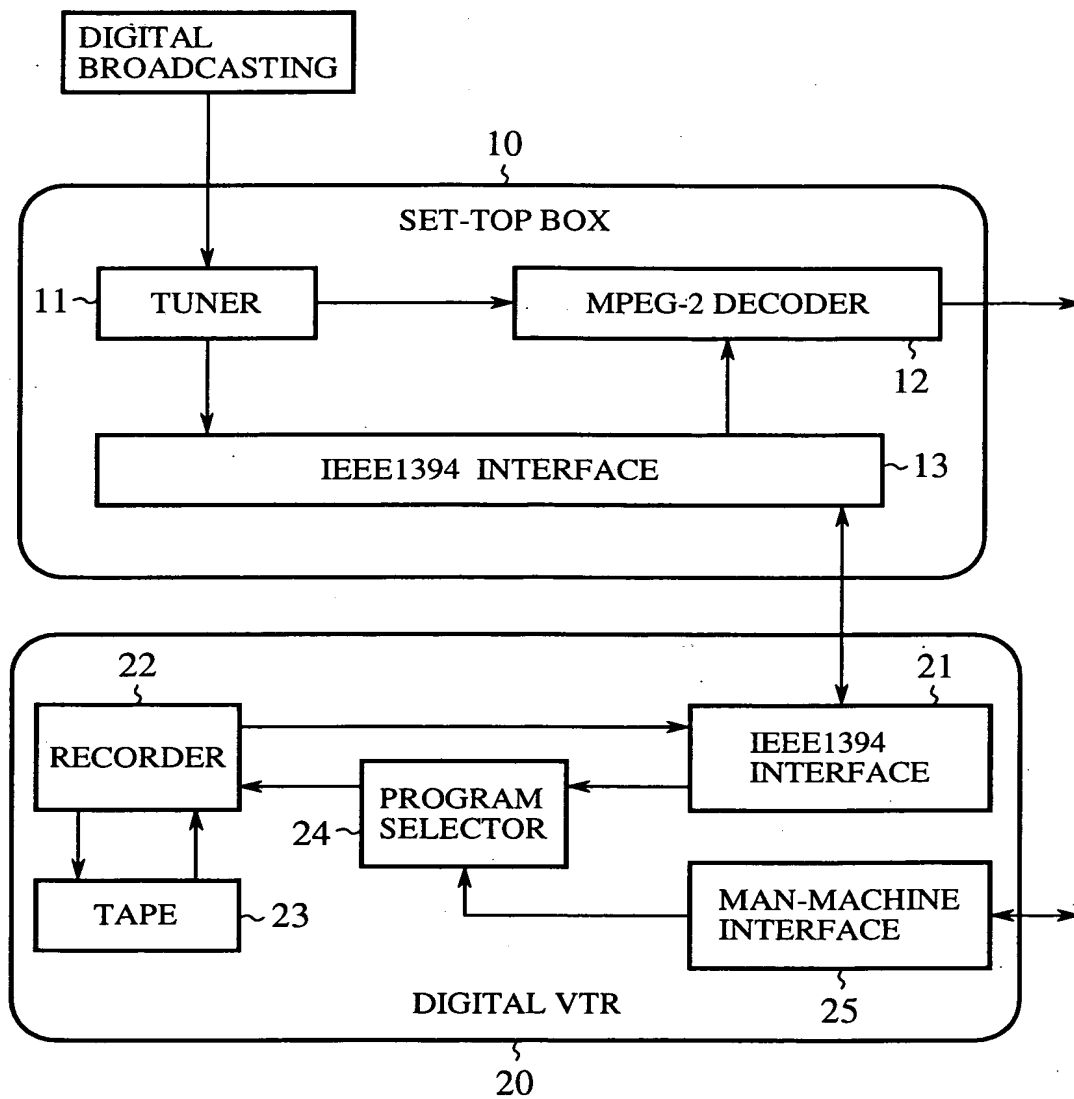 DIGITAL
BROADCASTING
10
SET-TOP BOX
11
TUNER
MPEG-2 DECODER
12
IEEE1394 INTERFACE
13
22
21
RECORDER
IEEE1394
INTERFACE
PROGRAM
SELECTOR
24
TAPE
23
MAN-MACHINE
INTERFACE
25
DIGITAL VTR
20